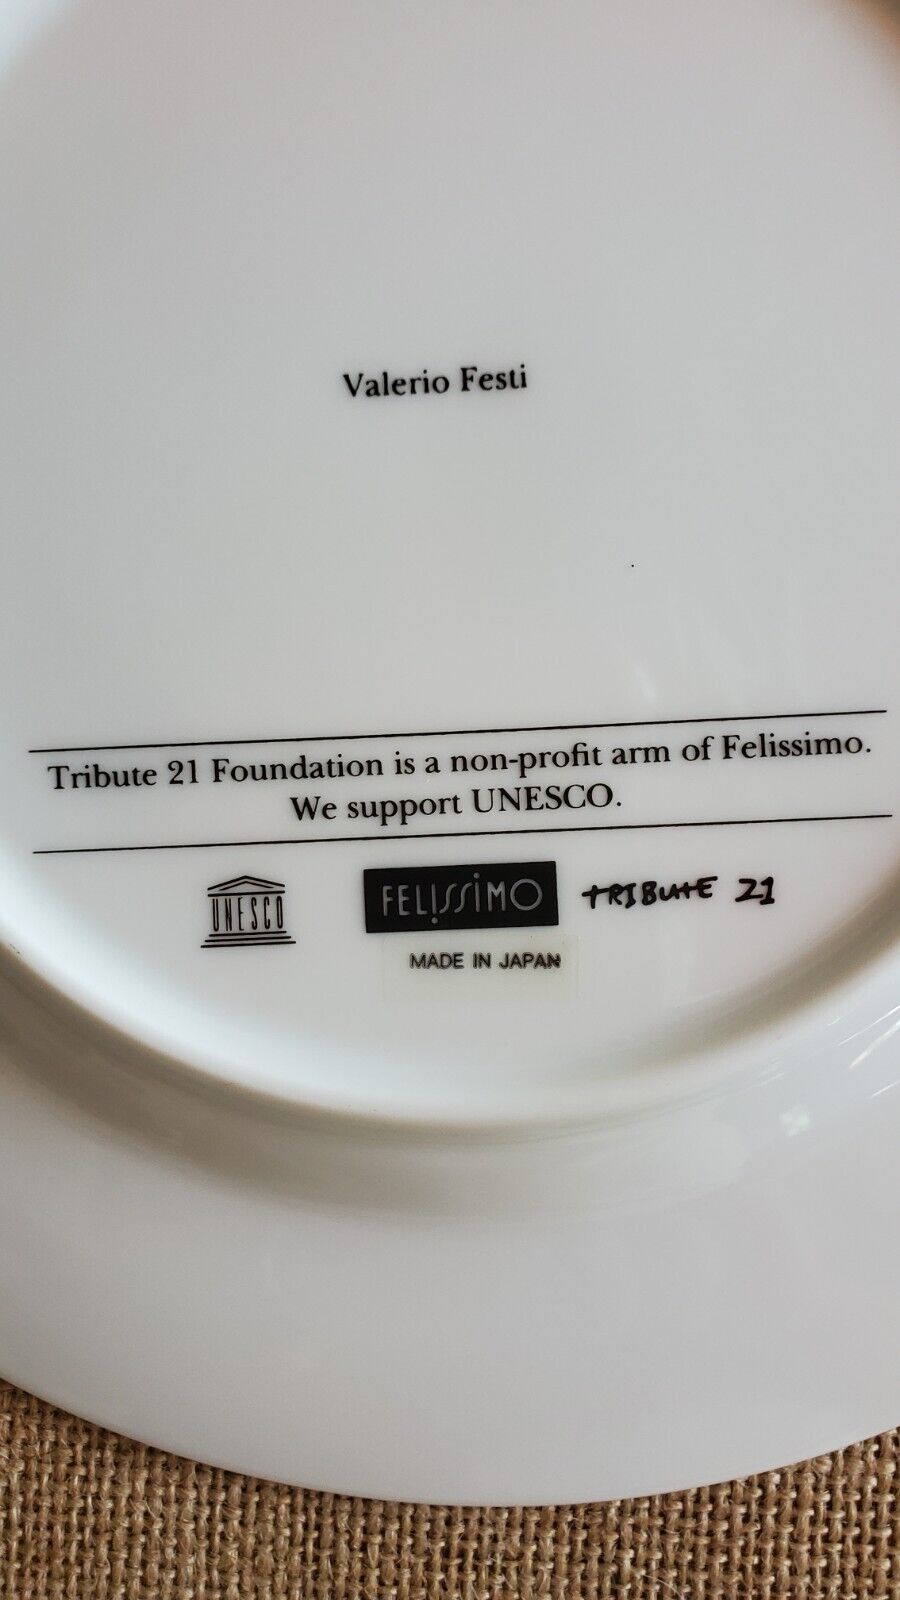 Valerio Festi
Tribute 21 Foundation is a non-profit arm of Felissimo.
We support UNESCO.
UNESCO
FELISSIMO
TRIBUTE 21
MADE IN JAPAN